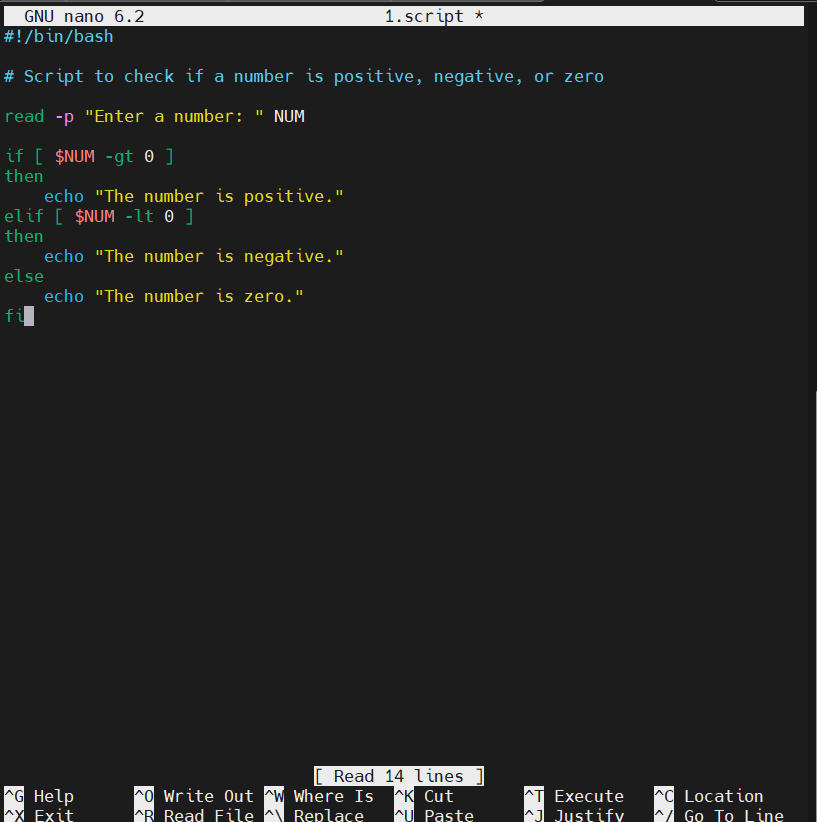 GNU nano 6.2 1.script *
#!/bin/bash
# Script to check if a number is positive, negative, or zero
read -p "Enter a number: " NUM
if [ $NUM -gt 0 ]
then
    echo "The number is positive."
elif [ $NUM -lt 0 ]
then
    echo "The number is negative."
else
    echo "The number is zero."
fi
[ Read 14 lines ]
^G Help ^O Write Out ^W Where Is ^K Cut ^T Execute ^C Location
^X Exit ^R Read File ^\ Replace ^U Paste ^J Justify ^/ Go To Line